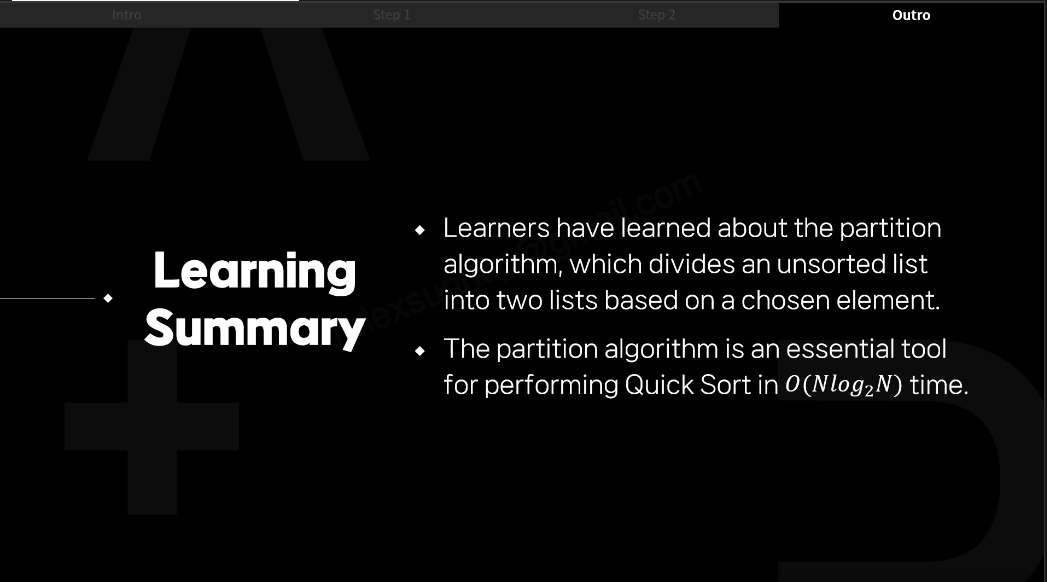 Intro Step 1 Step 2 Outro
Learning
Summary
Learners have learned about the partition
algorithm, which divides an unsorted list
into two lists based on a chosen element.
The partition algorithm is an essential tool
for performing Quick Sort in O(Nlog₂N) time.